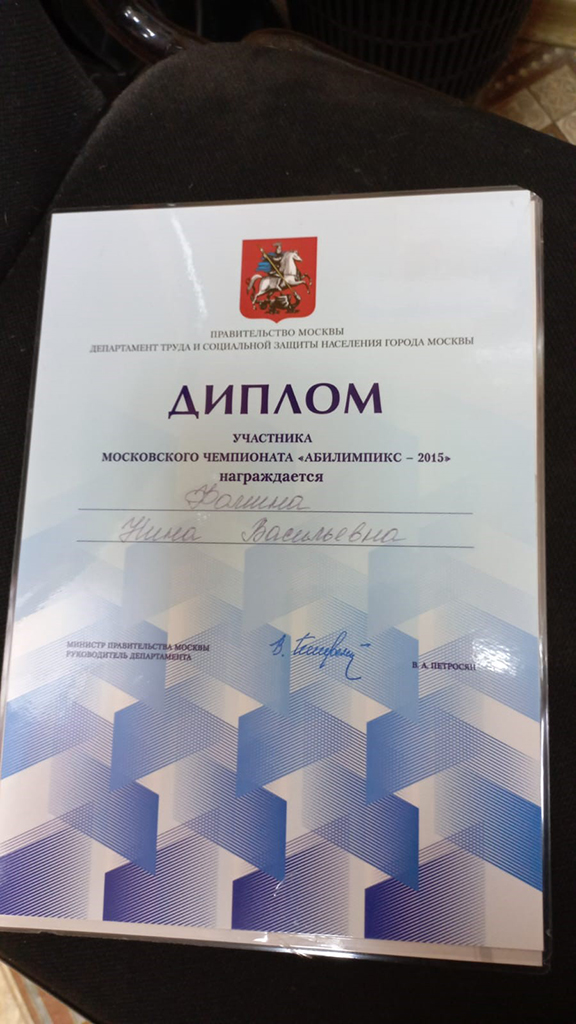 ПРАВИТЕЛЬСТВО МОСКВЫ
ДЕПАРТАМЕНТ ТРУДА И СОЦИАЛЬНОЙ ЗАЩИТЫ НАСЕЛЕНИЯ ГОРОДА МОСКВЫ
ДИПЛОМ
УЧАСТНИКА
МОСКОВСКОГО ЧЕМПИОНАТА «АБИЛИМПИКС – 2015»
награждается
Фомина
Нина Васильевна
МИНИСТР ПРАВИТЕЛЬСТВА МОСКВЫ
РУКОВОДИТЕЛЬ ДЕПАРТАМЕНТА
В. А. ПЕТРОСЯН